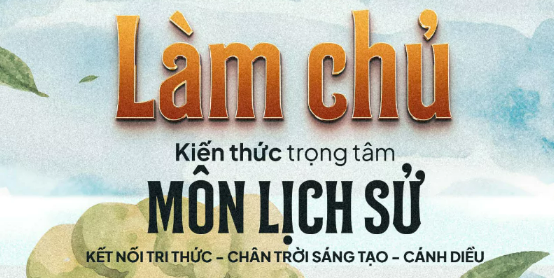 Làm chủ
Kiến thức trọng tâm
MÔN LỊCH SỬ
KẾT NỐI TRI THỨC - CHÂN TRỜI SÁNG TẠO - CÁNH DIỀU